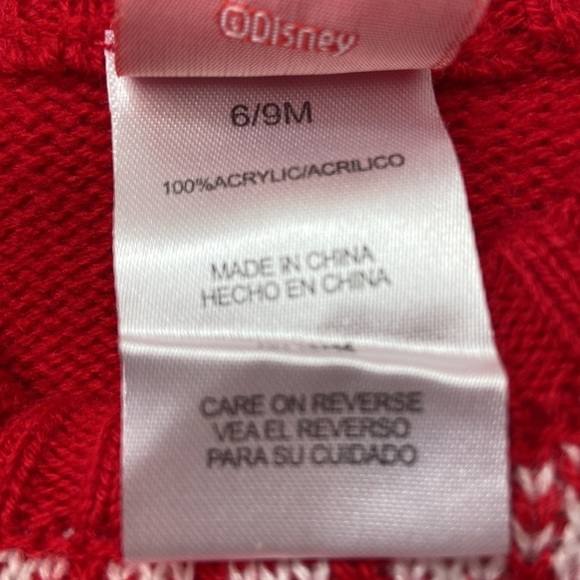 ©Disney
6/9M
100%ACRYLIC/ACRILICO
MADE IN CHINA
HECHO EN CHINA
CARE ON REVERSE
VEA EL REVERSO
PARA SU CUIDADO